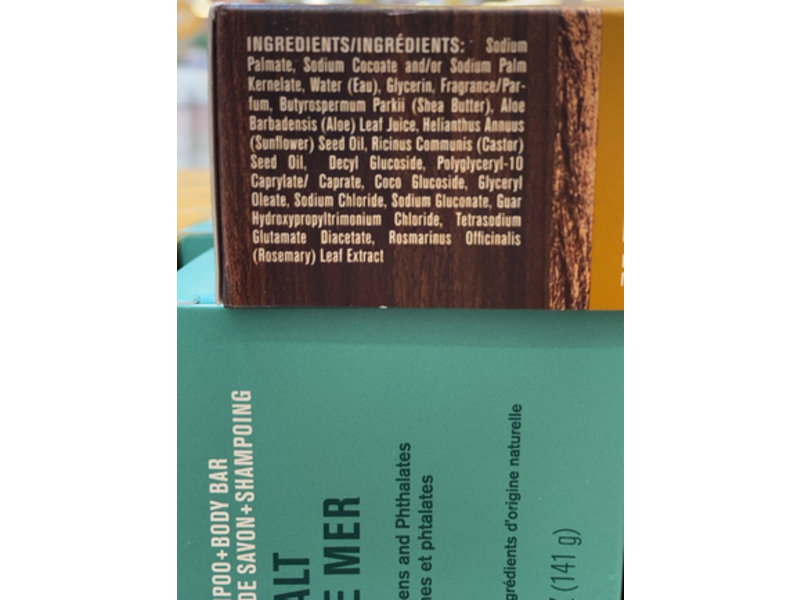 INGREDIENTS/INGRÉDIENTS: Sodium
Palmate, Sodium Cocoate and/or Sodium Palm
Kernelate, Water (Eau), Glycerin, Fragrance/Par-
fum, Butyrospermum Parkii (Shea Butter), Aloe
Barbadensis (Aloe) Leaf Juice, Helianthus Annuus
(Sunflower) Seed Oil, Ricinus Communis (Castor)
Seed Oil, Decyl Glucoside, Polyglyceryl-10
Caprylate/ Caprate, Coco Glucoside, Glyceryl
Oleate, Sodium Chloride, Sodium Gluconate, Guar
Hydroxypropyltrimonium Chloride, Tetrasodium
Glutamate Diacetate, Rosmarinus Officinalis
(Rosemary) Leaf Extract
POO+BODY BAR
DE SAVON+SHAMPOING
ALT
E MER
ens and Phthalates
nes et phtalates
grédients d'origine naturelle
(141 g)